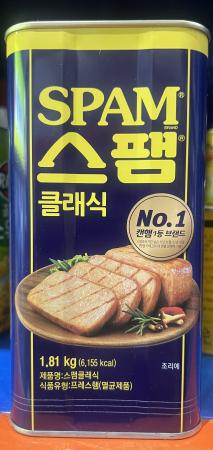 SPAM®
BRAND
스팸®
클래식
No.1
캔햄 1등 브랜드
1.81 kg (6,155 kcal)
조리예
제품명:스팸클래식
식품유형:프레스햄(멸균제품)